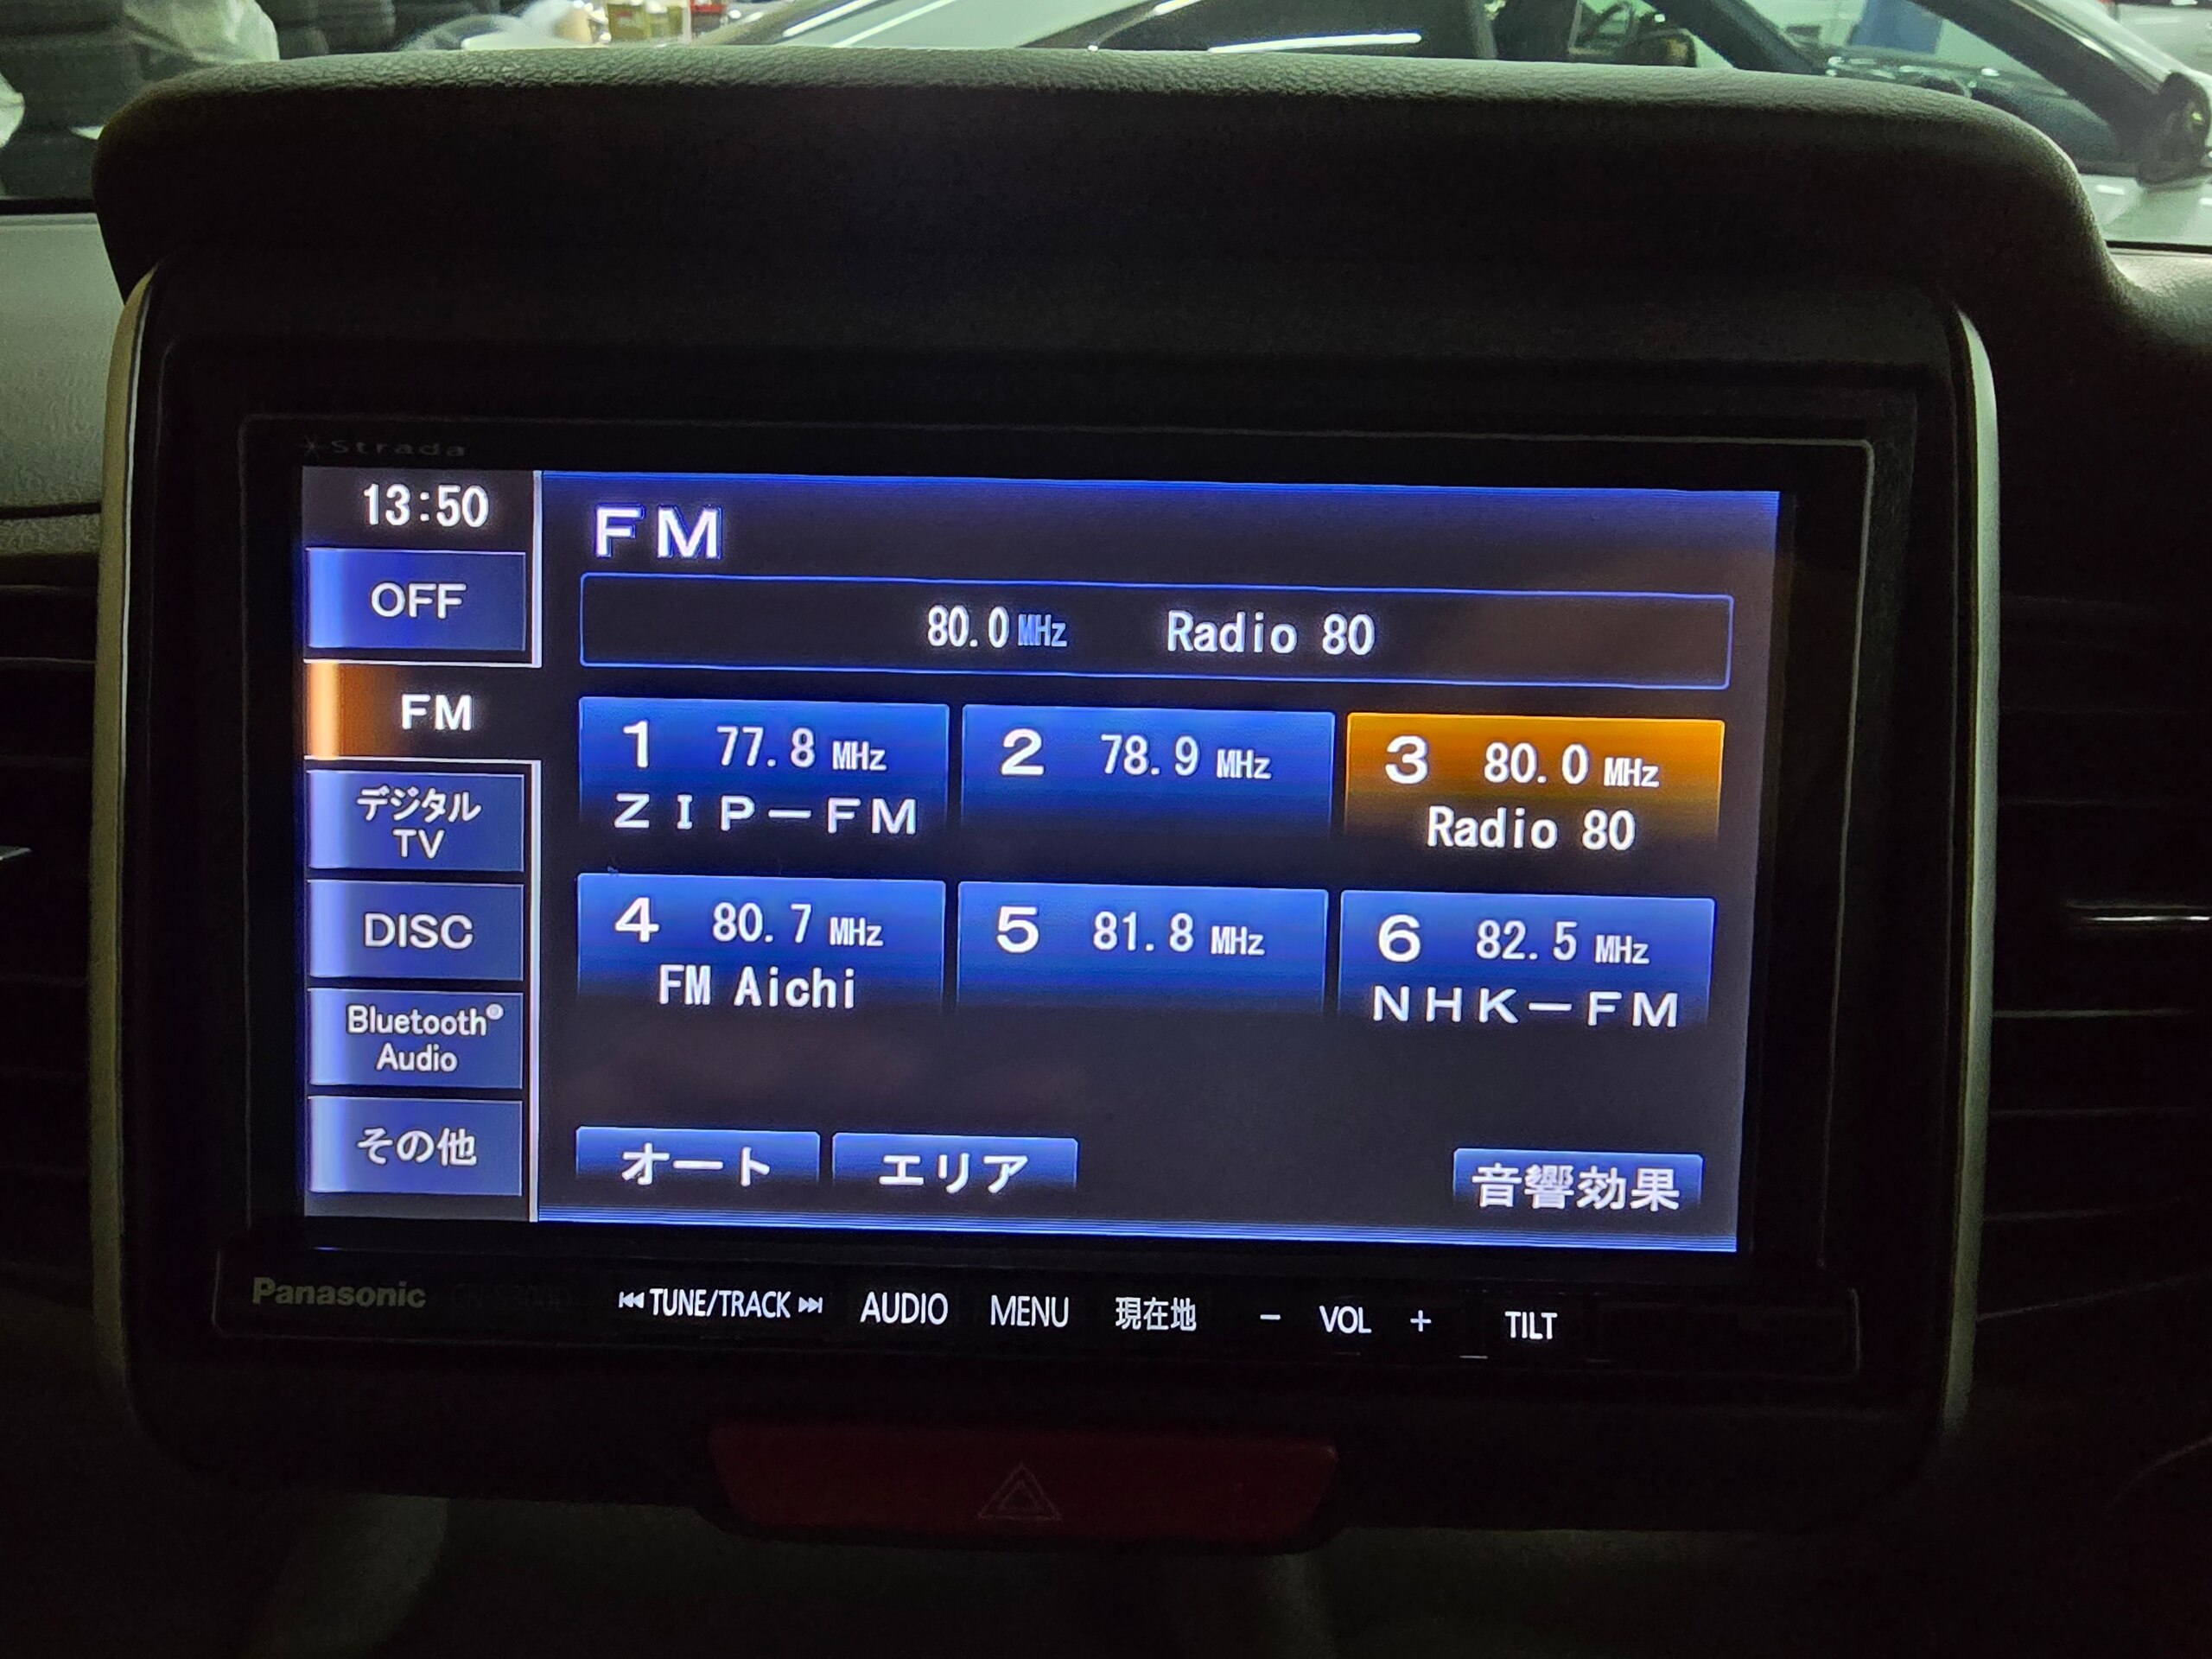 Strada
13:50
OFF
FM
デジタル
TV
DISC
Bluetooth®
Audio
その他
FM
80.0MHz Radio 80
1 77.8 MHz
ZIP-FM
2 78.9 MHz
3 80.0 MHz
Radio 80
4 80.7 MHz
FM Aichi
5 81.8 MHz
6 82.5 MHz
NHK-FM
オート
エリア
音響効果
Panasonic
TUNE/TRACK AUDIO MENU 現在地 - VOL + TILT